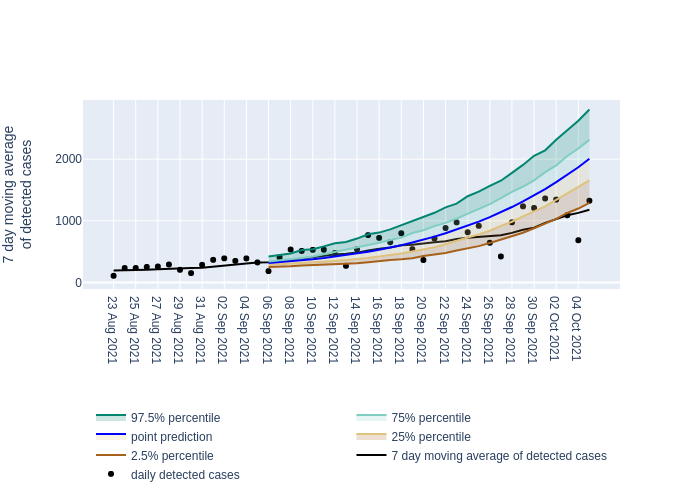 7 day moving average
of detected cases
2000
1000
0
23 Aug 2021
25 Aug 2021
27 Aug 2021
29 Aug 2021
31 Aug 2021
02 Sep 2021
04 Sep 2021
06 Sep 2021
08 Sep 2021
10 Sep 2021
12 Sep 2021
14 Sep 2021
16 Sep 2021
18 Sep 2021
20 Sep 2021
22 Sep 2021
24 Sep 2021
26 Sep 2021
28 Sep 2021
30 Sep 2021
02 Oct 2021
04 Oct 2021
97.5% percentile
75% percentile
point prediction
25% percentile
2.5% percentile
7 day moving average of detected cases
daily detected cases